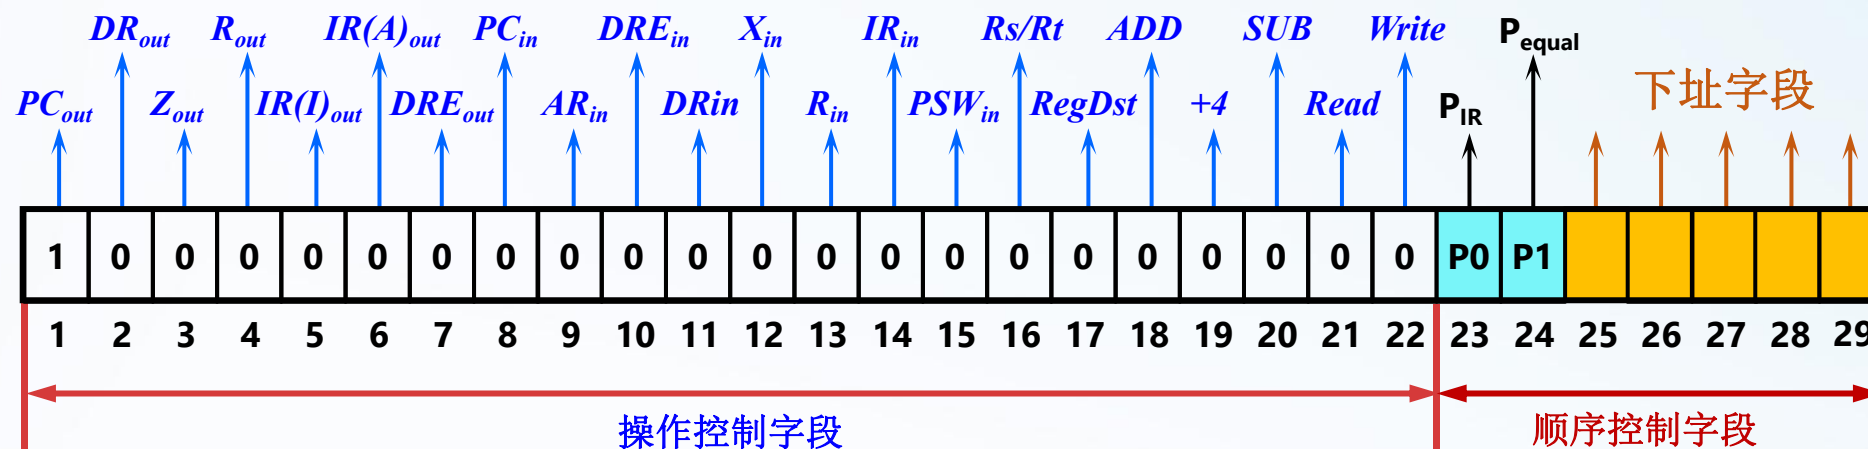 DRout Rout IR(A)out PCin DREin Xin IRin Rs/Rt ADD SUB Write Pequal
PCout Zout IR(I)out DREout ARin DRin Rin PSWin RegDst +4 Read PIR 下址字段
1 0 0 0 0 0 0 0 0 0 0 0 0 0 0 0 0 0 0 0 0 0 P0 P1
1 2 3 4 5 6 7 8 9 10 11 12 13 14 15 16 17 18 19 20 21 22 23 24 25 26 27 28 29
操作控制字段 顺序控制字段